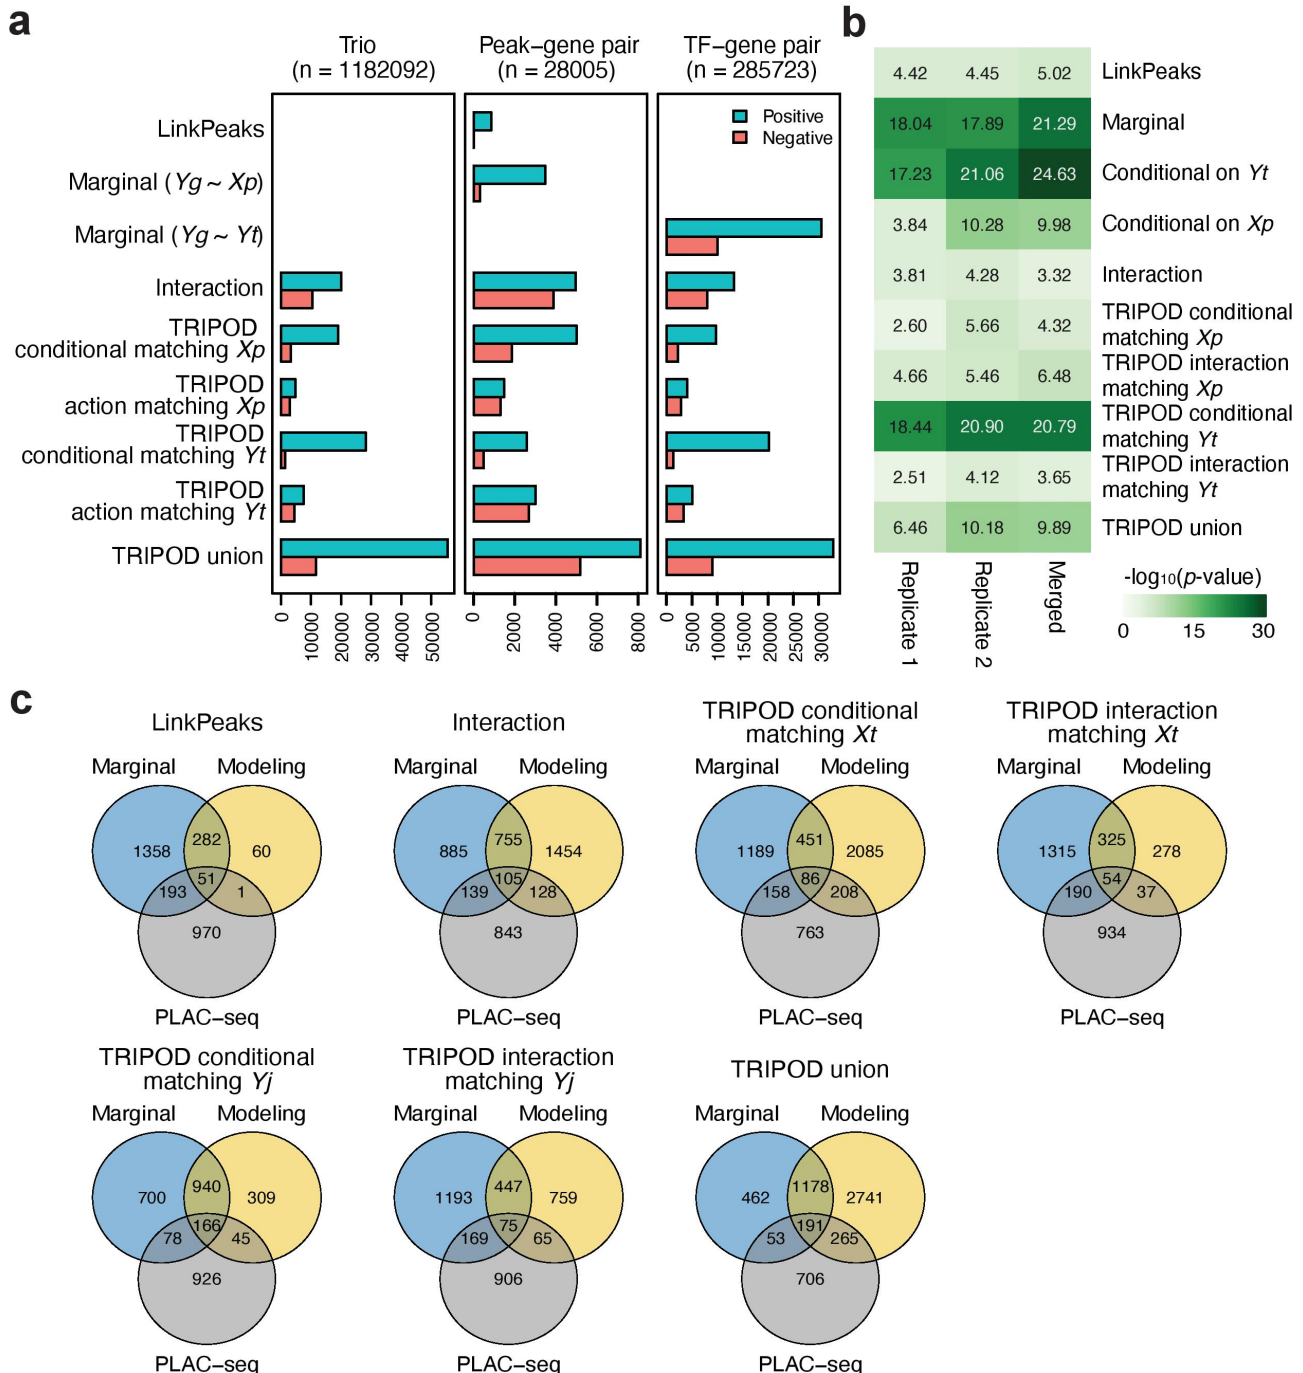 a
Trio
(n = 1182092)
Peak−gene pair
(n = 28005)
TF−gene pair
(n = 285723)
Positive
Negative
LinkPeaks
Marginal (Yg ~ Xp)
Marginal (Yg ~ Yt)
Interaction
TRIPOD
conditional matching Xp
TRIPOD
action matching Xp
TRIPOD
conditional matching Yt
TRIPOD
action matching Yt
TRIPOD union
0
10000
20000
30000
40000
50000
0
2000
4000
6000
8000
0
5000
10000
15000
20000
25000
30000
b
4.42 4.45 5.02 LinkPeaks
18.04 17.89 21.29 Marginal
17.23 21.06 24.63 Conditional on Yt
3.84 10.28 9.98 Conditional on Xp
3.81 4.28 3.32 Interaction
2.60 5.66 4.32 TRIPOD conditional
matching Xp
4.66 5.46 6.48 TRIPOD interaction
matching Xp
18.44 20.90 20.79 TRIPOD conditional
matching Yt
2.51 4.12 3.65 TRIPOD interaction
matching Yt
6.46 10.18 9.89 TRIPOD union
Replicate 1
Replicate 2
Merged
-log10(p-value)
0 15 30
c
LinkPeaks
Marginal Modeling
282
1358 60
51
193 1
970
PLAC−seq
Interaction
Marginal Modeling
755
885 1454
105
139 128
843
PLAC−seq
TRIPOD conditional
matching Xt
Marginal Modeling
451
1189 2085
86
158 208
763
PLAC−seq
TRIPOD interaction
matching Xt
Marginal Modeling
325
1315 278
54
190 37
934
PLAC−seq
TRIPOD conditional
matching Yj
Marginal Modeling
940
700 309
166
78 45
926
PLAC−seq
TRIPOD interaction
matching Yj
Marginal Modeling
447
1193 759
75
169 65
906
PLAC−seq
TRIPOD union
Marginal Modeling
1178
462 2741
191
53 265
706
PLAC−seq